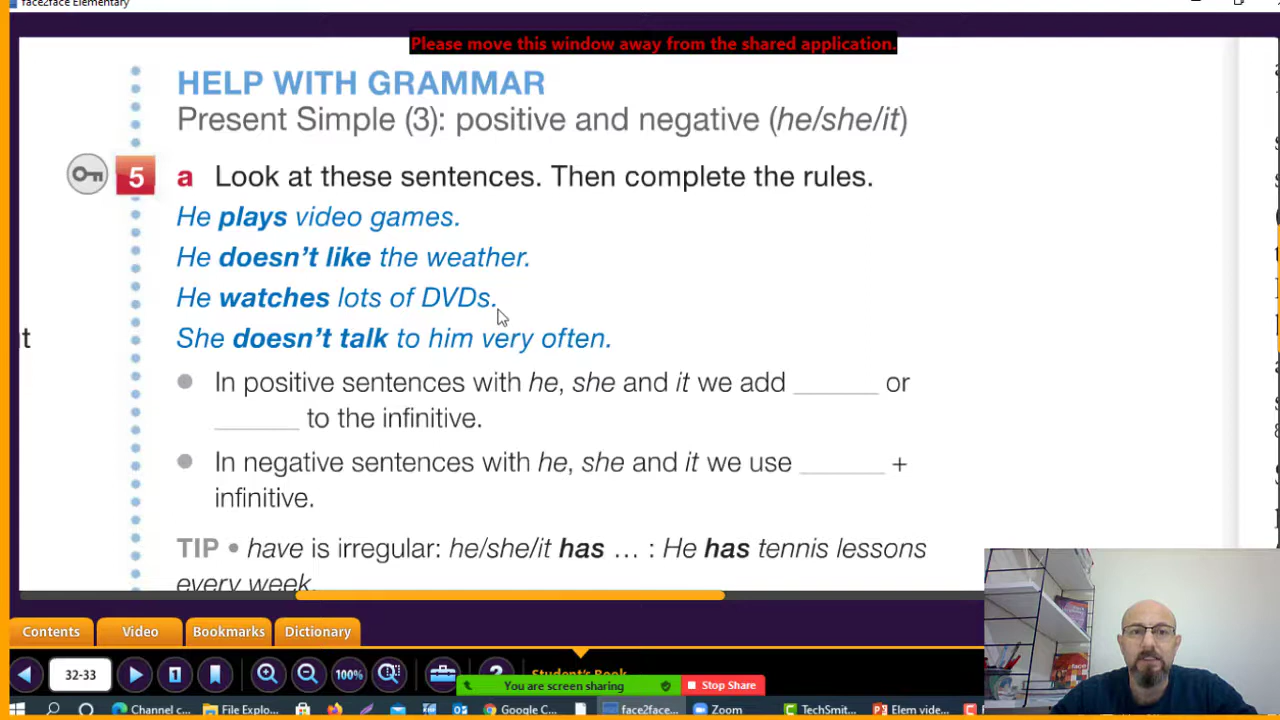 face2face Elementary
Please move this window away from the shared application.
HELP WITH GRAMMAR
Present Simple (3): positive and negative (he/she/it)
5 a Look at these sentences. Then complete the rules.
He plays video games.
He doesn't like the weather.
He watches lots of DVDs.
She doesn't talk to him very often.
t
● In positive sentences with he, she and it we add ______ or
______ to the infinitive.
● In negative sentences with he, she and it we use ______ +
infinitive.
TIP • have is irregular: he/she/it has … : He has tennis lessons
every week.
Contents Video Bookmarks Dictionary
32-33 1 100% ? Student's Book
You are screen sharing Stop Share
Channel c... File Explo... Google C... face2face... Zoom TechSmit... Elem vide...